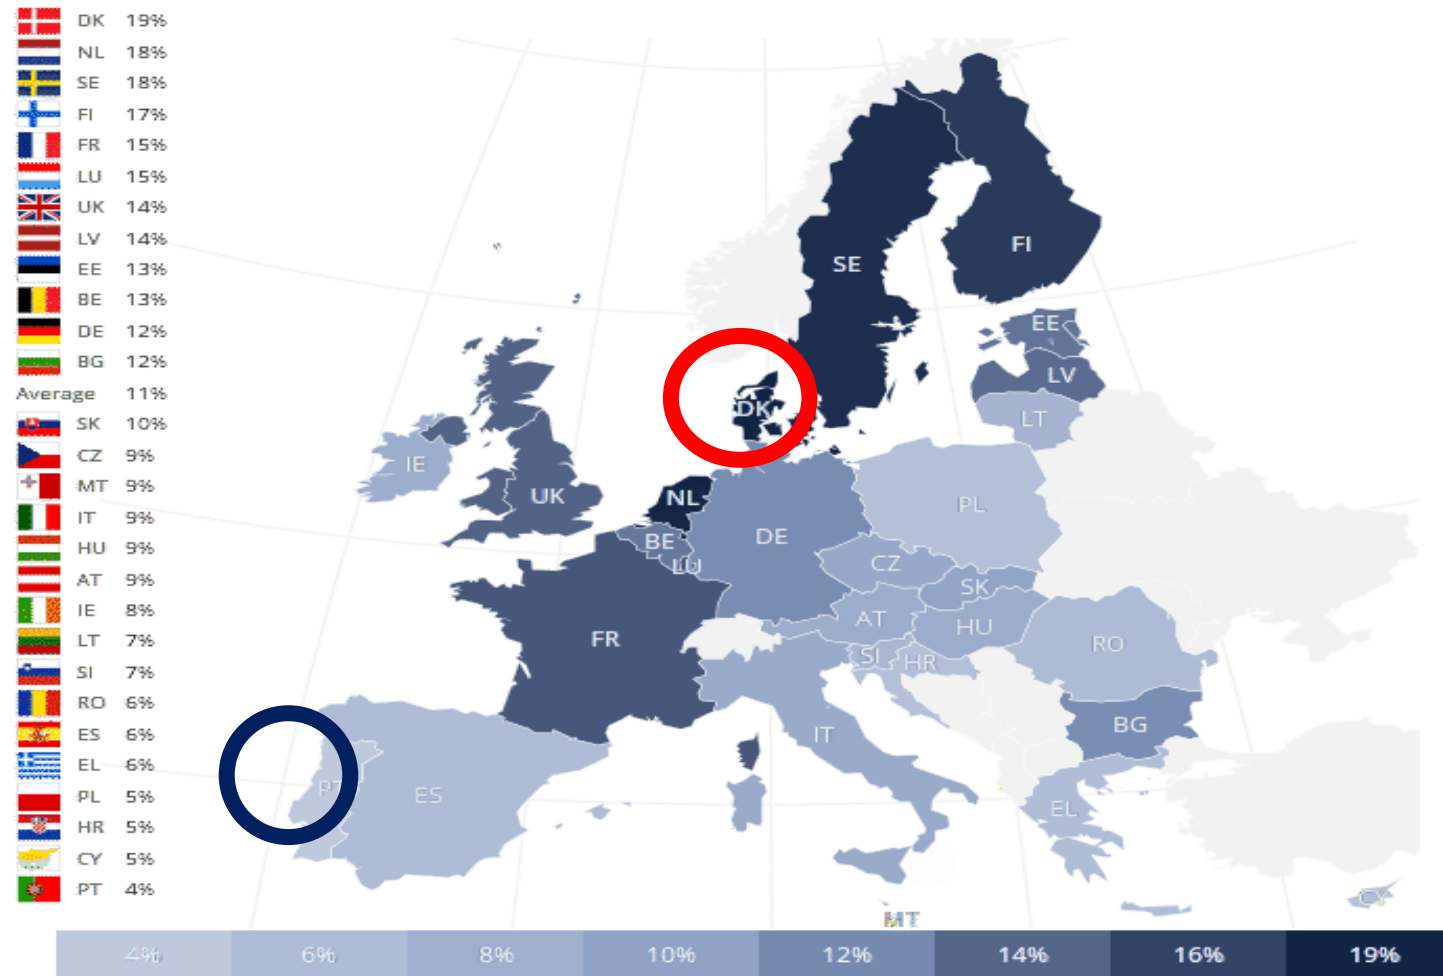 DK 19%
NL 18%
SE 18%
FI 17%
FR 15%
LU 15%
UK 14%
LV 14%
EE 13%
BE 13%
DE 12%
BG 12%
Average 11%
SK 10%
CZ 9%
MT 9%
IT 9%
HU 9%
AT 9%
IE 8%
LT 7%
SI 7%
RO 6%
ES 6%
EL 6%
PL 5%
HR 5%
CY 5%
PT 4%
FI
SE
EE
LV
DK
LT
IE
UK
NL
PL
BE
DE
LU
CZ
SK
AT
HU
FR
SI
HR
RO
BG
IT
PT
ES
EL
CY
MT
4% 6% 8% 10% 12% 14% 16% 19%